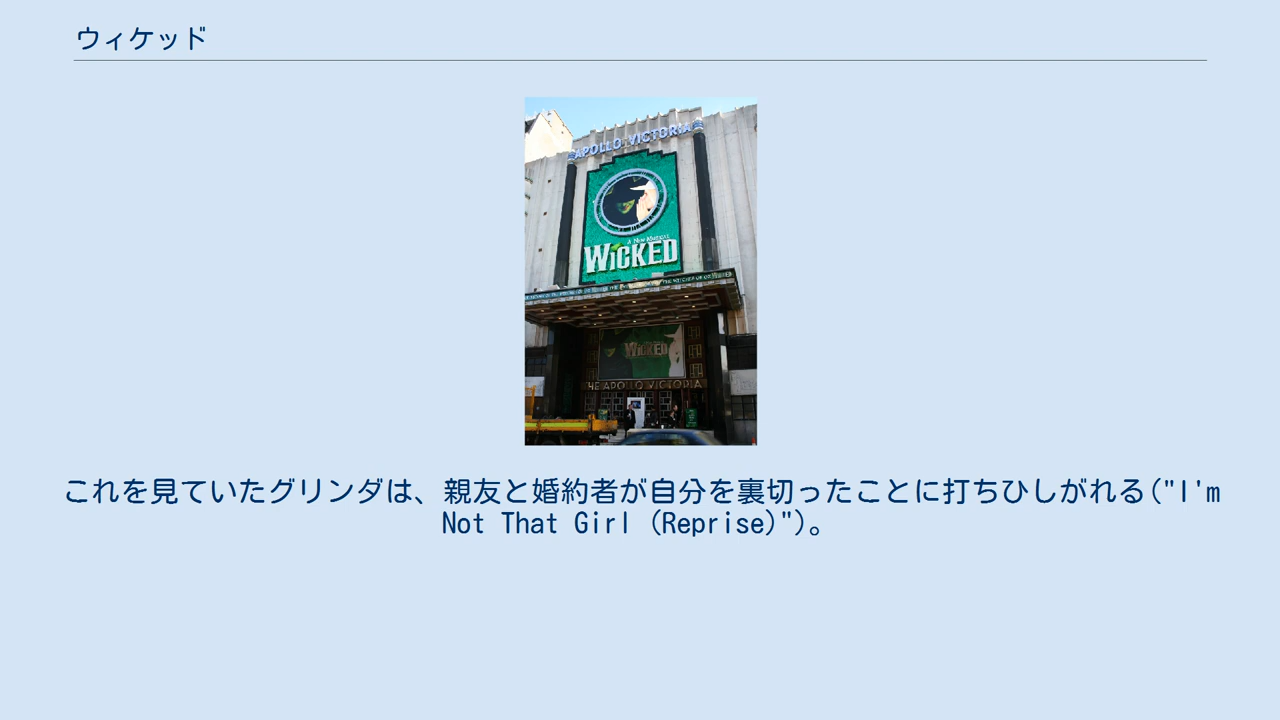 ウィケッド
APOLLO VICTORIA
A NEW MUSICAL
WICKED
WICKED
THE APOLLO VICTORIA
これを見ていたグリンダは、親友と婚約者が自分を裏切ったことに打ちひしがれる("I'm
Not That Girl (Reprise)")。